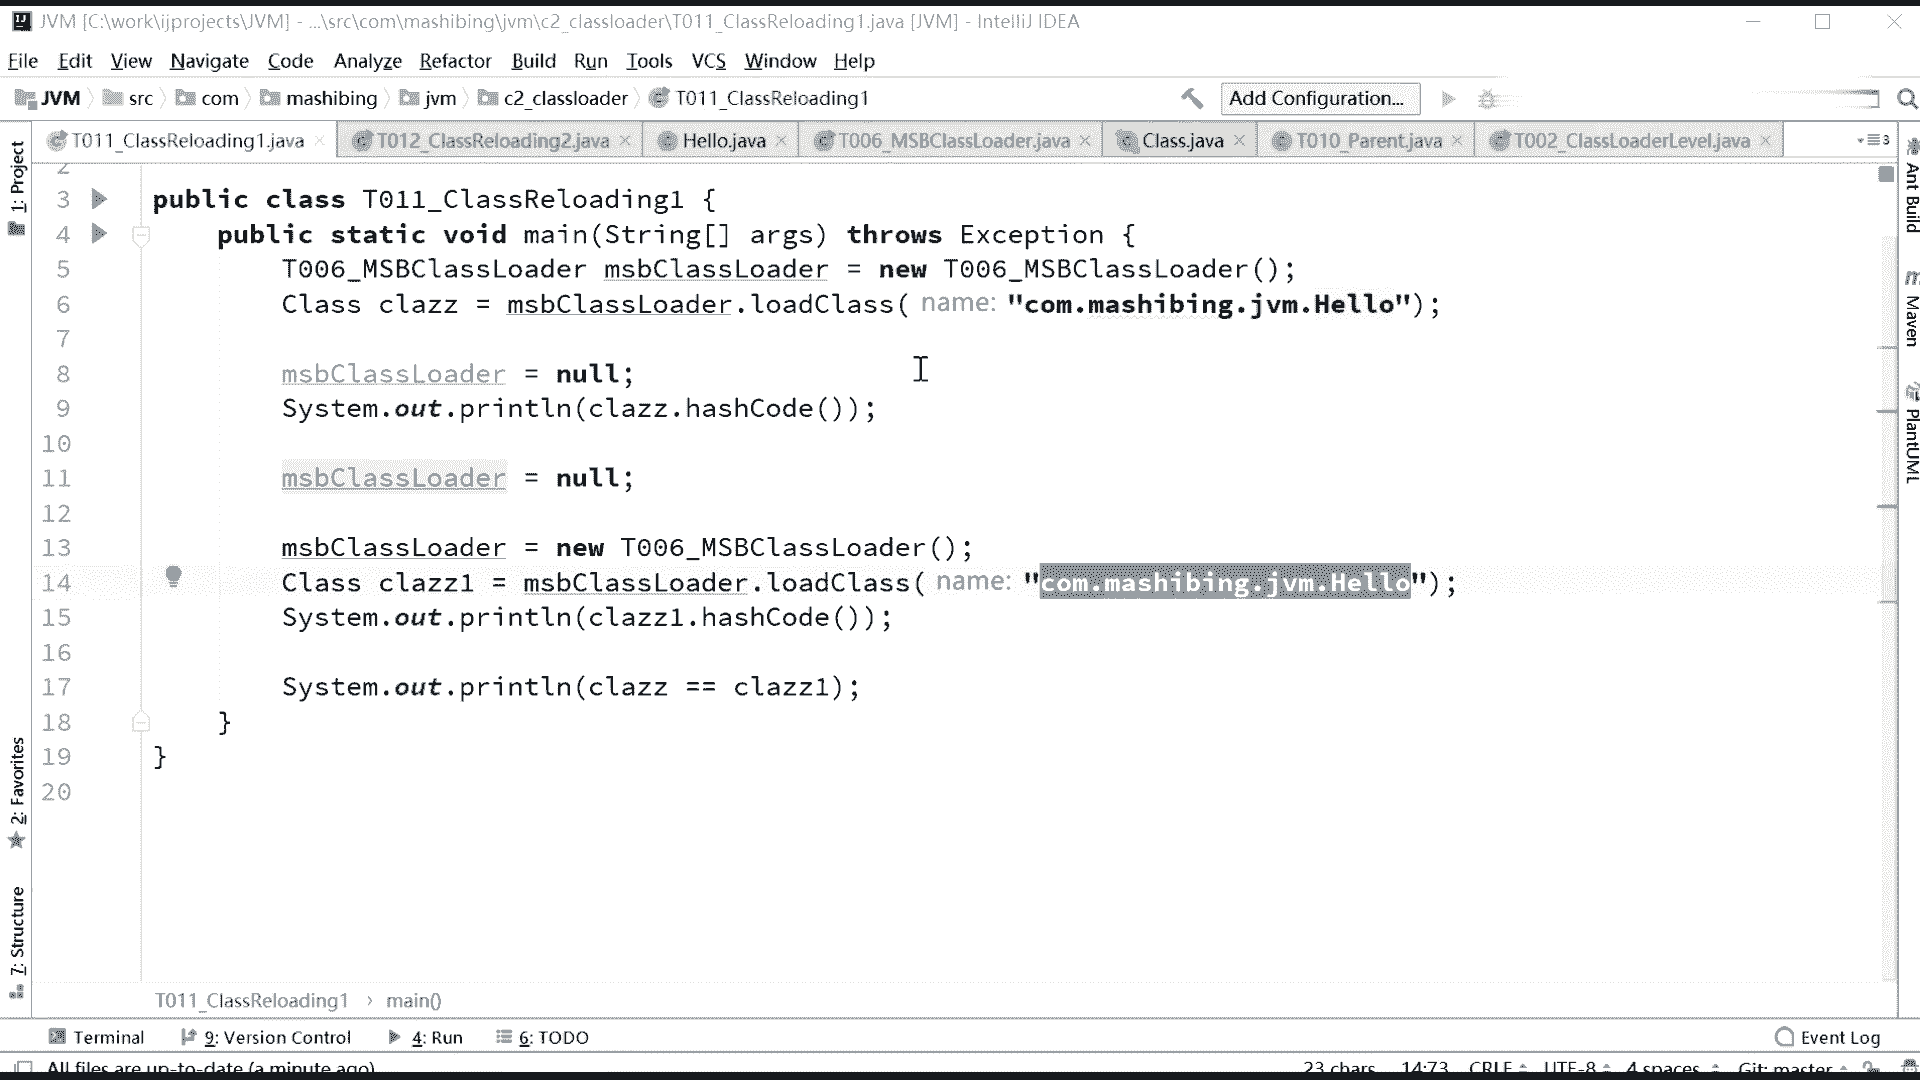 JVM [C:\work\ijprojects\JVM] - ...\src\com\mashibing\jvm\c2_classloader\T011_ClassReloading1.java [JVM] - IntelliJ IDEA
File Edit View Navigate Code Analyze Refactor Build Run Tools VCS Window Help
JVM src com mashibing jvm c2_classloader T011_ClassReloading1 Add Configuration...
T011_ClassReloading1.java T012_ClassReloading2.java Hello.java T006_MSBClassLoader.java Class.java T010_Parent.java T002_ClassLoaderLevel.java 3
2
3 public class T011_ClassReloading1 {
4 public static void main(String[] args) throws Exception {
5 T006_MSBClassLoader msbClassLoader = new T006_MSBClassLoader();
6 Class clazz = msbClassLoader.loadClass( name: "com.mashibing.jvm.Hello");
7
8 msbClassLoader = null;
9 System.out.println(clazz.hashCode());
10
11 msbClassLoader = null;
12
13 msbClassLoader = new T006_MSBClassLoader();
14 Class clazz1 = msbClassLoader.loadClass( name: "com.mashibing.jvm.Hello");
15 System.out.println(clazz1.hashCode());
16
17 System.out.println(clazz == clazz1);
18 }
19 }
20
1: Project
2: Favorites
7: Structure
Ant Build
Maven
PlantUML
T011_ClassReloading1 › main()
Terminal 9: Version Control 4: Run 6: TODO Event Log
All files are up-to-date (a minute ago) 23 chars 14:73 CRLF UTF-8 4 spaces Git: master